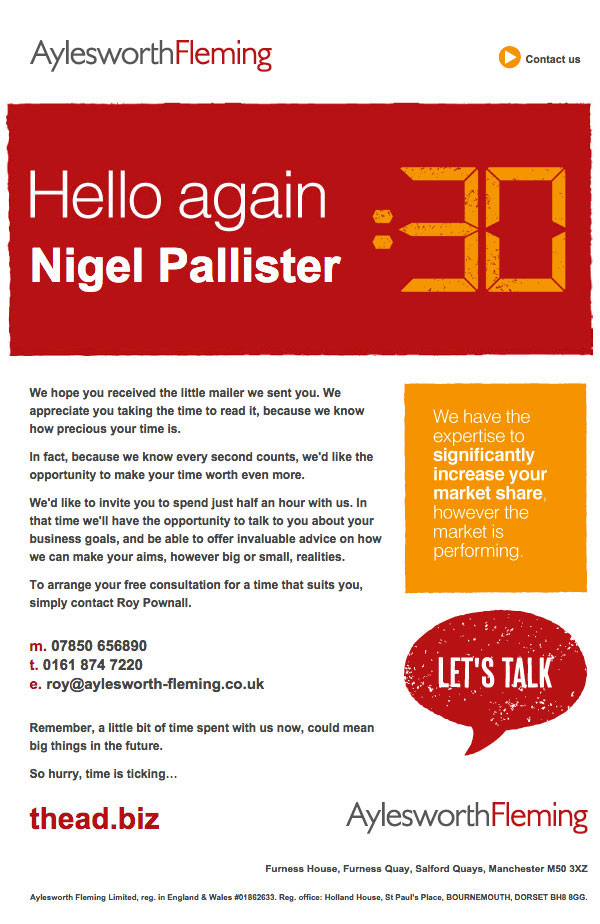 AylesworthFleming
Contact us
Hello again
Nigel Pallister
:30
We hope you received the little mailer we sent you. We
appreciate you taking the time to read it, because we know
how precious your time is.
In fact, because we know every second counts, we'd like the
opportunity to make your time worth even more.
We'd like to invite you to spend just half an hour with us. In
that time we'll have the opportunity to talk to you about your
business goals, and be able to offer invaluable advice on how
we can make your aims, however big or small, realities.
To arrange your free consultation for a time that suits you,
simply contact Roy Pownall.
m. 07850 656890
t. 0161 874 7220
e. roy@aylesworth-fleming.co.uk
Remember, a little bit of time spent with us now, could mean
big things in the future.
So hurry, time is ticking…
We have the
expertise to
significantly
increase your
market share,
however the
market is
performing.
LET'S TALK
thead.biz
AylesworthFleming
Furness House, Furness Quay, Salford Quays, Manchester M50 3XZ
Aylesworth Fleming Limited, reg. in England & Wales #01862633. Reg. office: Holland House, St Paul's Place, BOURNEMOUTH, DORSET BH8 8GG.